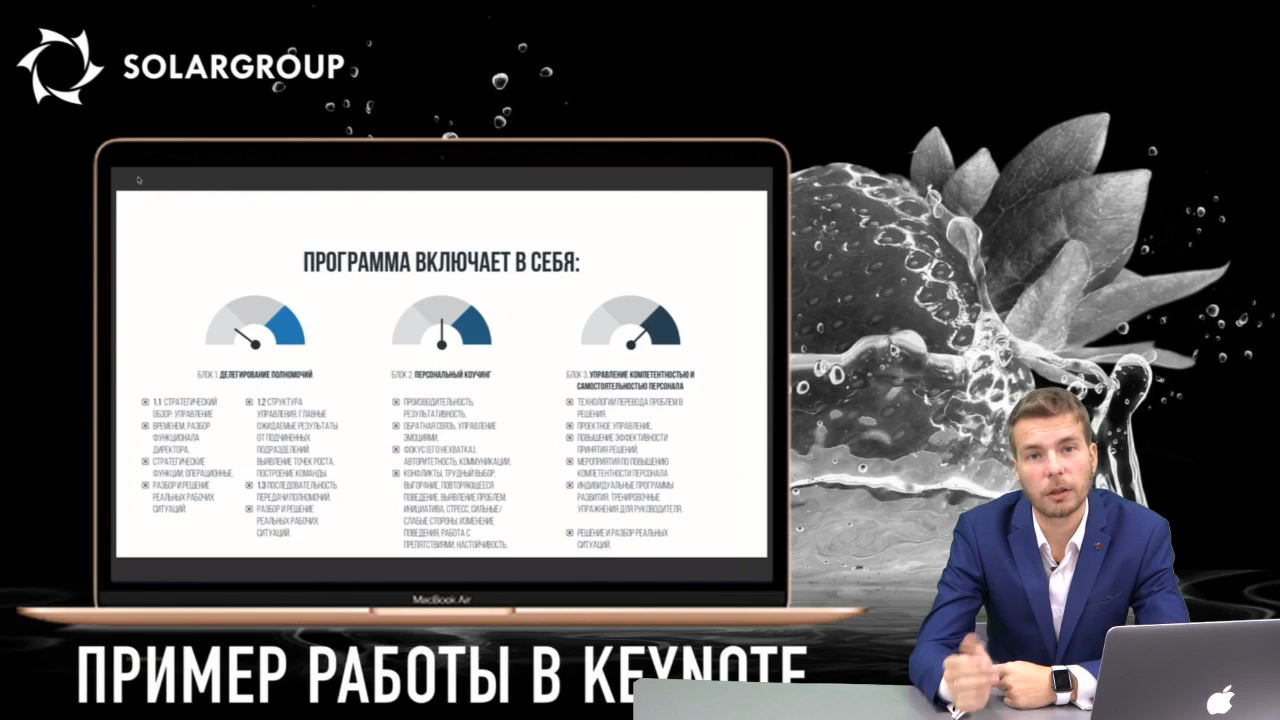 SOLARGROUP
ПРОГРАММА ВКЛЮЧАЕТ В СЕБЯ:
БЛОК 1. ДЕЛЕГИРОВАНИЕ ПОЛНОМОЧИЙ
1.1 СТРАТЕГИЧЕСКИЙ
ОБЗОР: УПРАВЛЕНИЕ
ВРЕМЕНЕМ, РАЗБОР
ФУНКЦИОНАЛА
ДИРЕКТОРА,
СТРАТЕГИЧЕСКИЕ
ФУНКЦИИ, ОПЕРАЦИОННЫЕ.
РАЗБОР И РЕШЕНИЕ
РЕАЛЬНЫХ РАБОЧИХ
СИТУАЦИЙ.
1.2 СТРУКТУРА
УПРАВЛЕНИЯ, ГЛАВНЫЕ
ОЖИДАЕМЫЕ РЕЗУЛЬТАТЫ
ОТ ПОДЧИНЕННЫХ
ПОДРАЗДЕЛЕНИЙ,
ВЫЯВЛЕНИЕ ТОЧЕК РОСТА.
ПОСТРОЕНИЕ КОМАНДЫ.
1.3 ПОСЛЕДОВАТЕЛЬНОСТЬ
ПЕРЕДАЧИ ПОЛНОМОЧИЙ.
РАЗБОР И РЕШЕНИЕ
РЕАЛЬНЫХ РАБОЧИХ
СИТУАЦИЙ.
БЛОК 2. ПЕРСОНАЛЬНЫЙ КОУЧИНГ
ПРОИЗВОДИТЕЛЬНОСТЬ,
РЕЗУЛЬТАТИВНОСТЬ,
ОБРАТНАЯ СВЯЗЬ, УПРАВЛЕНИЕ
ЭМОЦИЯМИ,
ФОКУС (ЕГО НЕХВАТКА),
АВТОРИТЕТНОСТЬ, КОММУНИКАЦИИ,
КОНФЛИКТЫ, ТРУДНЫЙ ВЫБОР,
ВЫГОРАНИЕ, ПОВТОРЯЮЩЕЕСЯ
ПОВЕДЕНИЕ, ВЫЯВЛЕНИЕ ПРОБЛЕМ,
ИНИЦИАТИВА, СТРЕСС, СИЛЬНЫЕ/
СЛАБЫЕ СТОРОНЫ, ИЗМЕНЕНИЕ
ПОВЕДЕНИЯ, РАБОТА С
ПРЕПЯТСТВИЯМИ, НАСТОЙЧИВОСТЬ,
БЛОК 3. УПРАВЛЕНИЕ КОМПЕТЕНТНОСТЬЮ И
САМОСТОЯТЕЛЬНОСТЬЮ ПЕРСОНАЛА
ТЕХНОЛОГИИ ПЕРЕВОДА ПРОБЛЕМ В
РЕШЕНИЯ.
ПРОЕКТНОЕ УПРАВЛЕНИЕ,
ПОВЫШЕНИЕ ЭФФЕКТИВНОСТИ
ПРИНЯТИЯ РЕШЕНИЙ,
МЕРОПРИЯТИЯ ПО ПОВЫШЕНИЮ
КОМПЕТЕНТНОСТИ ПЕРСОНАЛА
ИНДИВИДУАЛЬНЫЕ ПРОГРАММЫ
РАЗВИТИЯ, ТРЕНИРОВОЧНЫЕ
УПРАЖНЕНИЯ ДЛЯ РУКОВОДИТЕЛЯ.
РЕШЕНИЕ И РАЗБОР РЕАЛЬНЫХ
СИТУАЦИЙ.
MacBook Air
ПРИМЕР РАБОТЫ В KEYNOTE